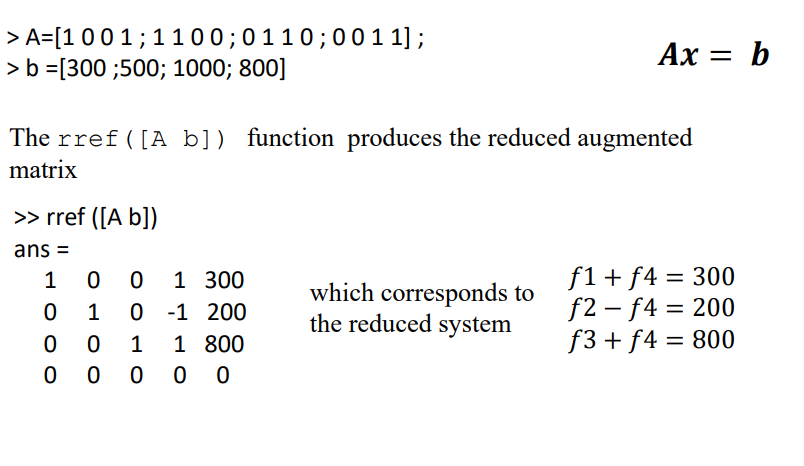 > A=[1 0 0 1 ; 1 1 0 0 ; 0 1 1 0 ; 0 0 1 1] ;
> b =[300 ;500; 1000; 800]
Ax = b
The rref([A b]) function produces the reduced augmented
matrix
>> rref ([A b])
ans =
1 0 0 1 300
0 1 0 -1 200
0 0 1 1 800
0 0 0 0 0
which corresponds to
the reduced system
f1 + f4 = 300
f2 − f4 = 200
f3 + f4 = 800